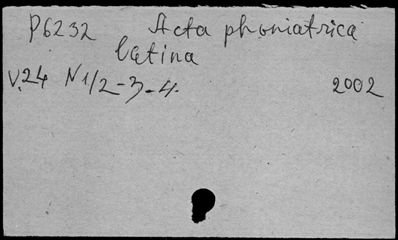 P6232 Acta phoniatrica
latina
V.24 N1/2-3-4. 2002